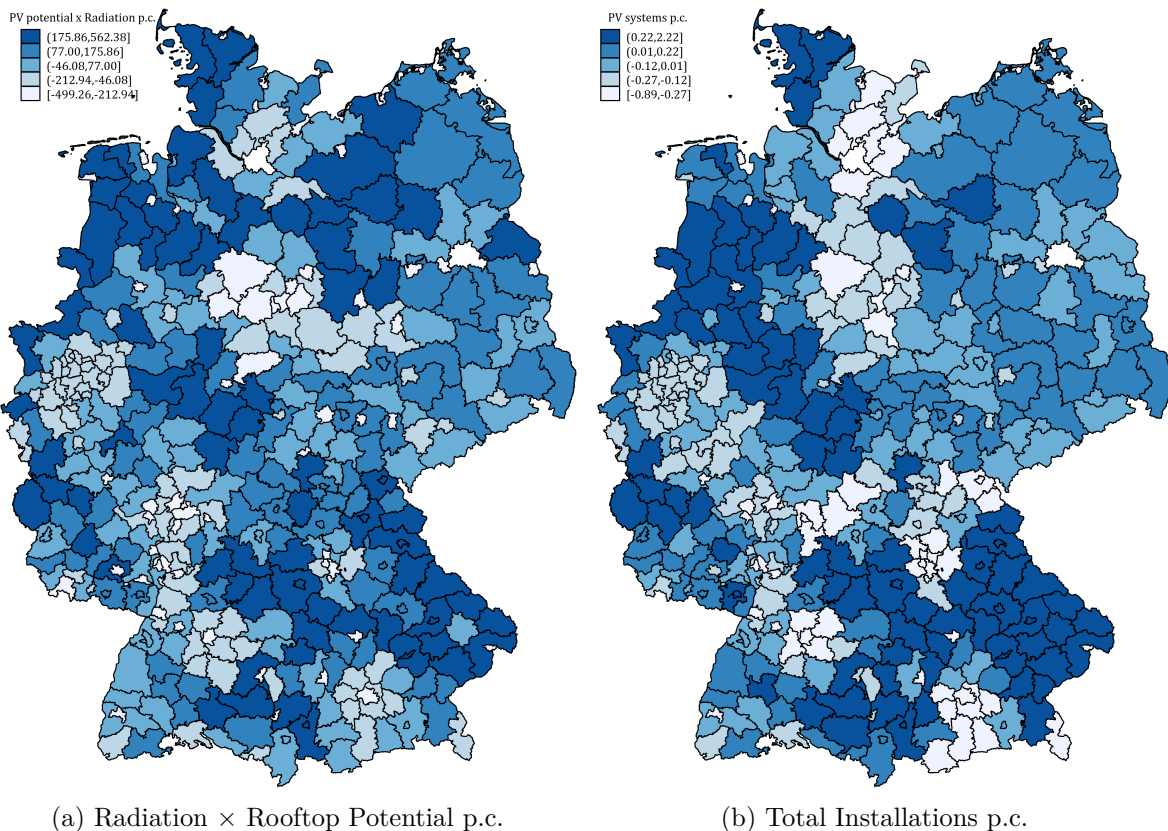 PV potential x Radiation p.c.
(175.86,562.38]
(77.00,175.86]
(-46.08,77.00]
(-212.94,-46.08]
[-499.26,-212.94]
PV systems p.c.
(0.22,2.22]
(0.01,0.22]
(-0.12,0.01]
(-0.27,-0.12]
[-0.89,-0.27]
(a) Radiation × Rooftop Potential p.c.
(b) Total Installations p.c.